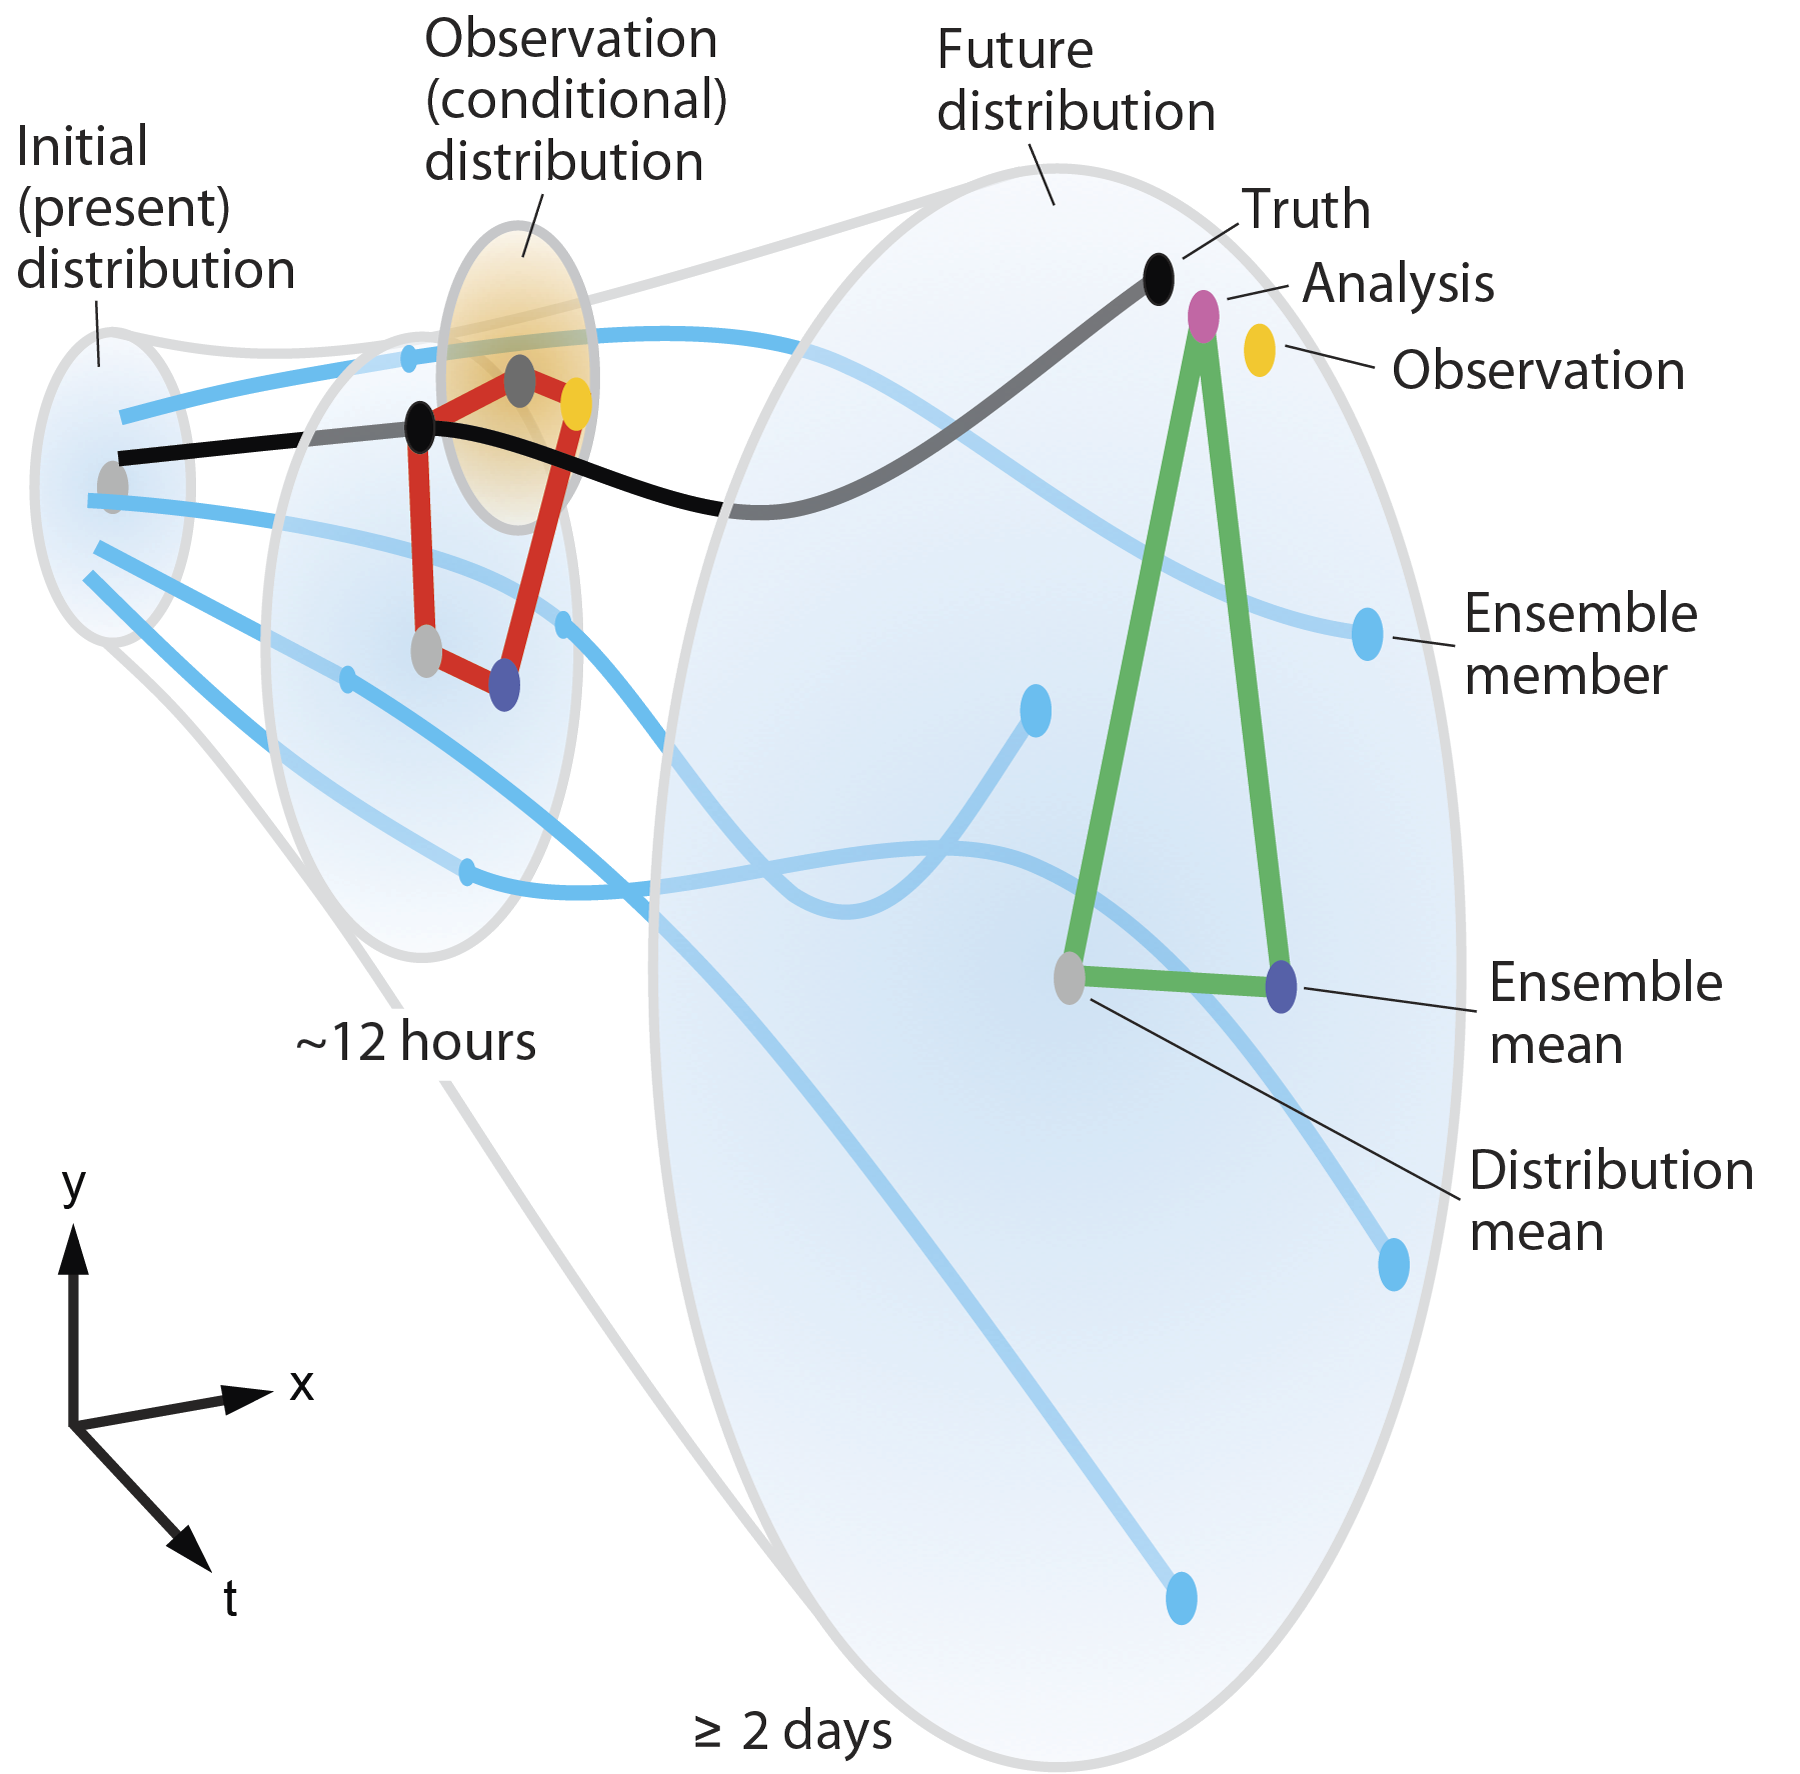 Initial
(present)
distribution
Observation
(conditional)
distribution
Future
distribution
Truth
Analysis
Observation
Ensemble
member
Ensemble
mean
Distribution
mean
~12 hours
≥ 2 days
y
x
t